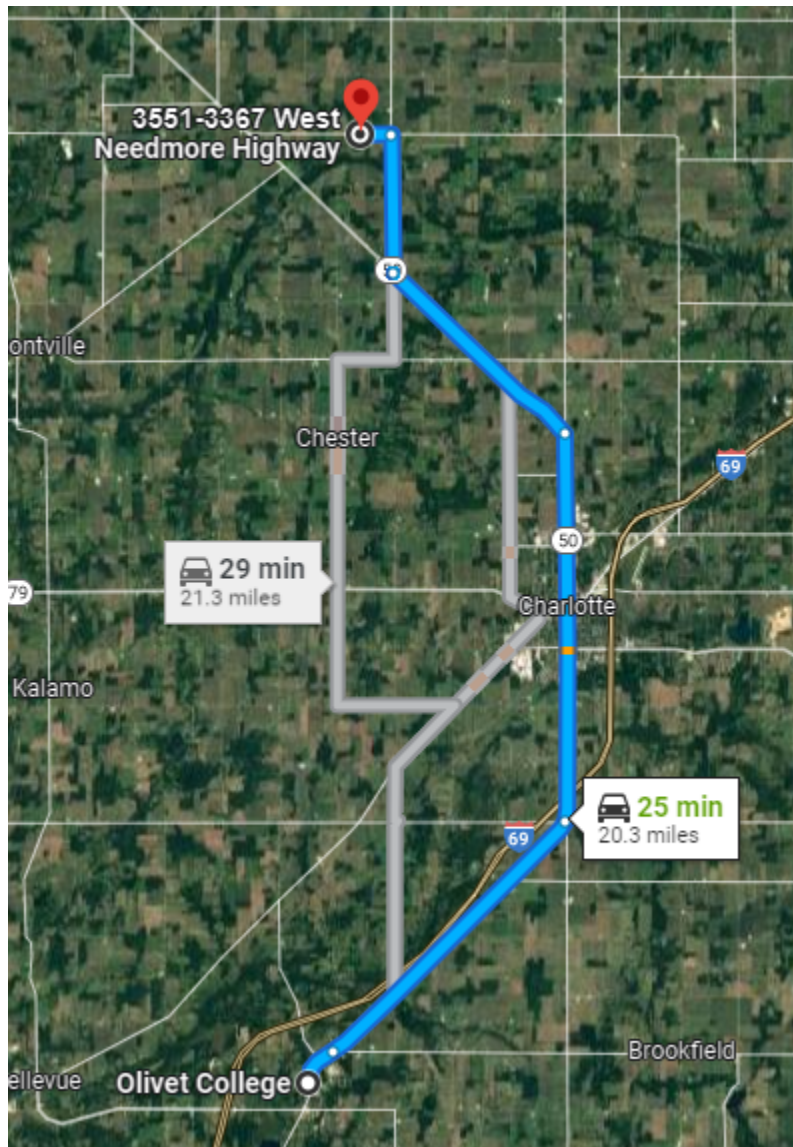 3551-3367 West
Needmore Highway
ontville
Chester
69
50
29 min
21.3 miles
79
Charlotte
Kalamo
25 min
20.3 miles
69
Brookfield
ellevue
Olivet College